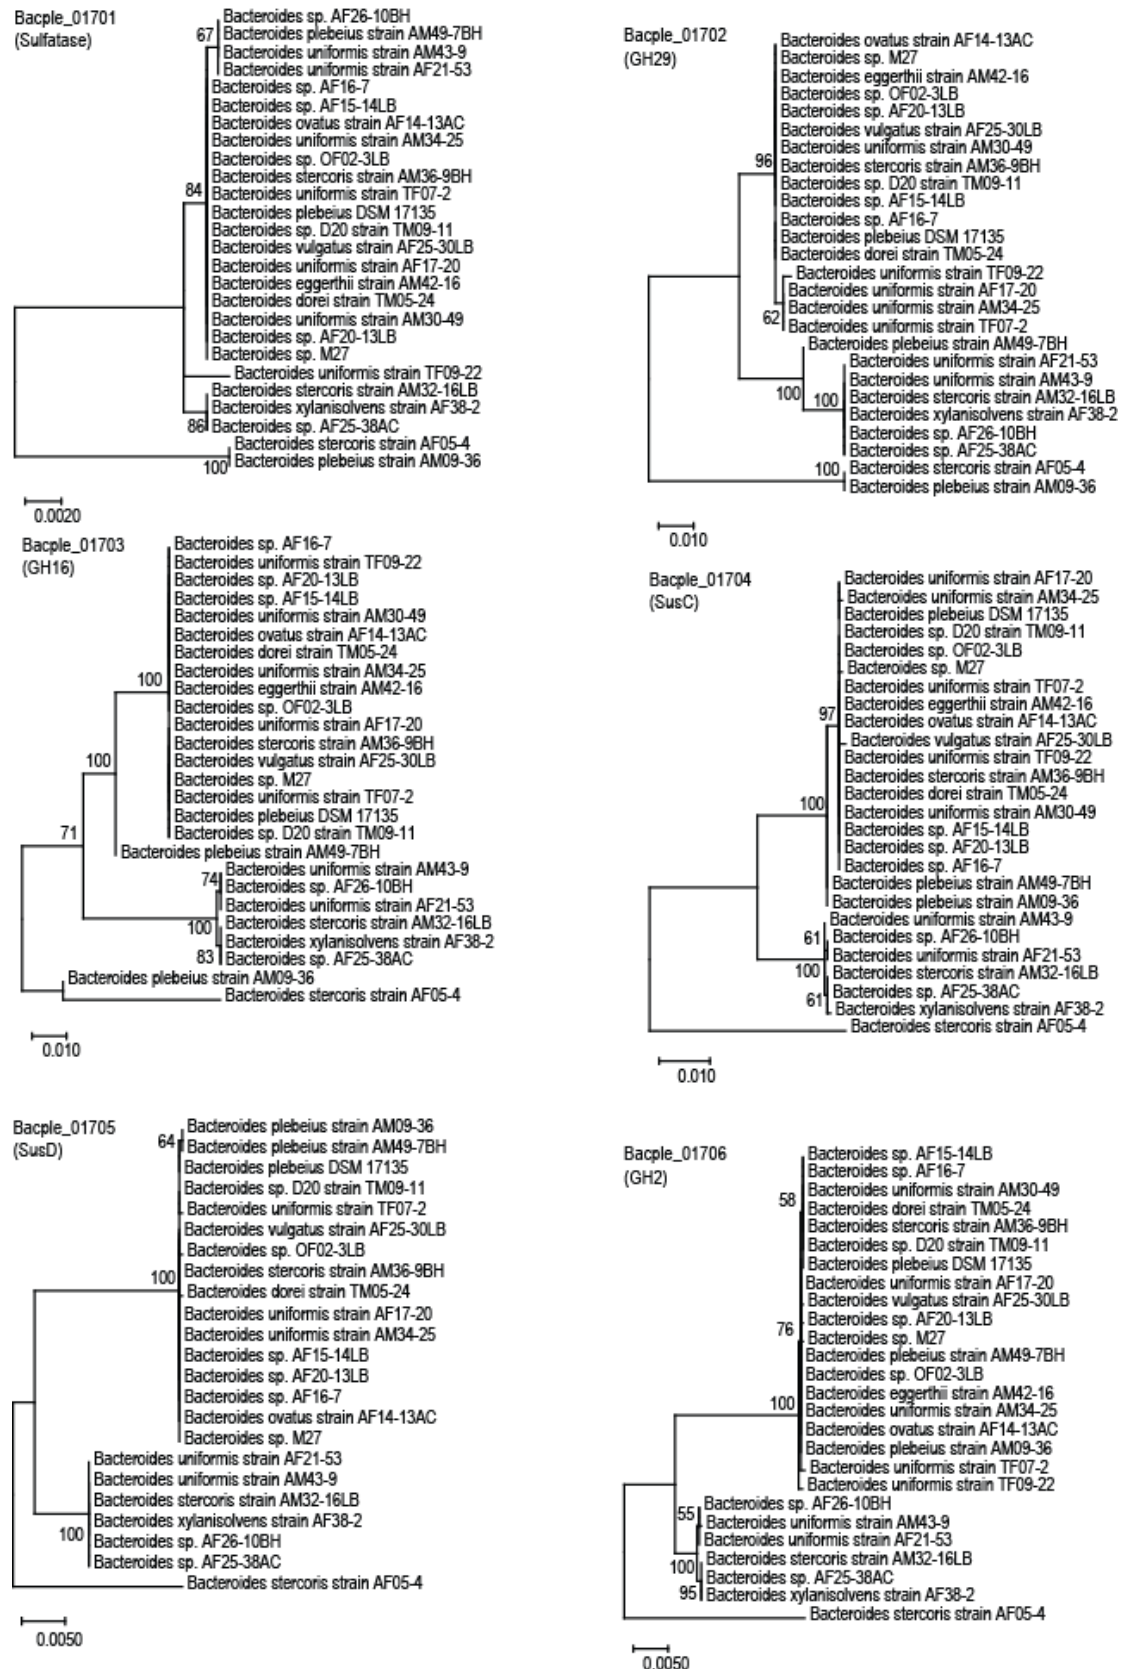 Bacple_01701
(Sulfatase)
Bacteroides sp. AF26-10BH
67
Bacteroides plebeius strain AM49-7BH
Bacteroides uniformis strain AM43-9
Bacteroides uniformis strain AF21-53
Bacteroides sp. AF16-7
Bacteroides sp. AF15-14LB
Bacteroides ovatus strain AF14-13AC
Bacteroides uniformis strain AM34-25
Bacteroides sp. OF02-3LB
Bacteroides stercoris strain AM36-9BH
84
Bacteroides uniformis strain TF07-2
Bacteroides plebeius DSM 17135
Bacteroides sp. D20 strain TM09-11
Bacteroides vulgatus strain AF25-30LB
Bacteroides uniformis strain AF17-20
Bacteroides eggerthii strain AM42-16
Bacteroides dorei strain TM05-24
Bacteroides uniformis strain AM30-49
Bacteroides sp. AF20-13LB
Bacteroides sp. M27
Bacteroides uniformis strain TF09-22
Bacteroides stercoris strain AM32-16LB
Bacteroides xylanisolvens strain AF38-2
86
Bacteroides sp. AF25-38AC
Bacteroides stercoris strain AF05-4
100
Bacteroides plebeius strain AM09-36
0.0020
Bacple_01702
(GH29)
Bacteroides ovatus strain AF14-13AC
Bacteroides sp. M27
Bacteroides eggerthii strain AM42-16
Bacteroides sp. OF02-3LB
Bacteroides sp. AF20-13LB
Bacteroides vulgatus strain AF25-30LB
Bacteroides uniformis strain AM30-49
96
Bacteroides stercoris strain AM36-9BH
Bacteroides sp. D20 strain TM09-11
Bacteroides sp. AF15-14LB
Bacteroides sp. AF16-7
Bacteroides plebeius DSM 17135
Bacteroides dorei strain TM05-24
Bacteroides uniformis strain TF09-22
Bacteroides uniformis strain AF17-20
Bacteroides uniformis strain AM34-25
62
Bacteroides uniformis strain TF07-2
Bacteroides plebeius strain AM49-7BH
Bacteroides uniformis strain AF21-53
Bacteroides uniformis strain AM43-9
100
100
Bacteroides stercoris strain AM32-16LB
Bacteroides xylanisolvens strain AF38-2
Bacteroides sp. AF26-10BH
Bacteroides sp. AF25-38AC
100
Bacteroides stercoris strain AF05-4
Bacteroides plebeius strain AM09-36
0.010
Bacple_01703
(GH16)
Bacteroides sp. AF16-7
Bacteroides uniformis strain TF09-22
Bacteroides sp. AF20-13LB
Bacteroides sp. AF15-14LB
Bacteroides uniformis strain AM30-49
Bacteroides ovatus strain AF14-13AC
Bacteroides dorei strain TM05-24
Bacteroides uniformis strain AM34-25
100
Bacteroides eggerthii strain AM42-16
Bacteroides sp. OF02-3LB
Bacteroides uniformis strain AF17-20
Bacteroides stercoris strain AM36-9BH
100
Bacteroides vulgatus strain AF25-30LB
Bacteroides sp. M27
Bacteroides uniformis strain TF07-2
Bacteroides plebeius DSM 17135
71
Bacteroides sp. D20 strain TM09-11
Bacteroides plebeius strain AM49-7BH
Bacteroides uniformis strain AM43-9
74
Bacteroides sp. AF26-10BH
Bacteroides uniformis strain AF21-53
100
Bacteroides stercoris strain AM32-16LB
Bacteroides xylanisolvens strain AF38-2
83
Bacteroides sp. AF25-38AC
Bacteroides plebeius strain AM09-36
Bacteroides stercoris strain AF05-4
0.010
Bacple_01704
(SusC)
Bacteroides uniformis strain AF17-20
Bacteroides uniformis strain AM34-25
Bacteroides plebeius DSM 17135
Bacteroides sp. D20 strain TM09-11
Bacteroides sp. OF02-3LB
Bacteroides sp. M27
Bacteroides uniformis strain TF07-2
Bacteroides eggerthii strain AM42-16
97
Bacteroides ovatus strain AF14-13AC
Bacteroides vulgatus strain AF25-30LB
Bacteroides uniformis strain TF09-22
Bacteroides stercoris strain AM36-9BH
Bacteroides dorei strain TM05-24
100
Bacteroides uniformis strain AM30-49
Bacteroides sp. AF15-14LB
Bacteroides sp. AF20-13LB
Bacteroides sp. AF16-7
Bacteroides plebeius strain AM49-7BH
Bacteroides plebeius strain AM09-36
Bacteroides uniformis strain AM43-9
61
Bacteroides sp. AF26-10BH
Bacteroides uniformis strain AF21-53
100
Bacteroides stercoris strain AM32-16LB
Bacteroides sp. AF25-38AC
61
Bacteroides xylanisolvens strain AF38-2
Bacteroides stercoris strain AF05-4
0.010
Bacple_01705
(SusD)
Bacteroides plebeius strain AM09-36
64
Bacteroides plebeius strain AM49-7BH
Bacteroides plebeius DSM 17135
Bacteroides sp. D20 strain TM09-11
Bacteroides uniformis strain TF07-2
Bacteroides vulgatus strain AF25-30LB
Bacteroides sp. OF02-3LB
100
Bacteroides stercoris strain AM36-9BH
Bacteroides dorei strain TM05-24
Bacteroides uniformis strain AF17-20
Bacteroides uniformis strain AM34-25
Bacteroides sp. AF15-14LB
Bacteroides sp. AF20-13LB
Bacteroides sp. AF16-7
Bacteroides ovatus strain AF14-13AC
Bacteroides sp. M27
Bacteroides uniformis strain AF21-53
Bacteroides uniformis strain AM43-9
Bacteroides stercoris strain AM32-16LB
Bacteroides xylanisolvens strain AF38-2
100
Bacteroides sp. AF26-10BH
Bacteroides sp. AF25-38AC
Bacteroides stercoris strain AF05-4
0.0050
Bacple_01706
(GH2)
Bacteroides sp. AF15-14LB
Bacteroides sp. AF16-7
Bacteroides uniformis strain AM30-49
58
Bacteroides dorei strain TM05-24
Bacteroides stercoris strain AM36-9BH
Bacteroides sp. D20 strain TM09-11
Bacteroides plebeius DSM 17135
Bacteroides uniformis strain AF17-20
Bacteroides vulgatus strain AF25-30LB
Bacteroides sp. AF20-13LB
76
Bacteroides sp. M27
Bacteroides plebeius strain AM49-7BH
Bacteroides sp. OF02-3LB
Bacteroides eggerthii strain AM42-16
100
Bacteroides uniformis strain AM34-25
Bacteroides ovatus strain AF14-13AC
Bacteroides plebeius strain AM09-36
Bacteroides uniformis strain TF07-2
Bacteroides uniformis strain TF09-22
Bacteroides sp. AF26-10BH
55
Bacteroides uniformis strain AM43-9
Bacteroides uniformis strain AF21-53
100
Bacteroides stercoris strain AM32-16LB
Bacteroides sp. AF25-38AC
95
Bacteroides xylanisolvens strain AF38-2
Bacteroides stercoris strain AF05-4
0.0050